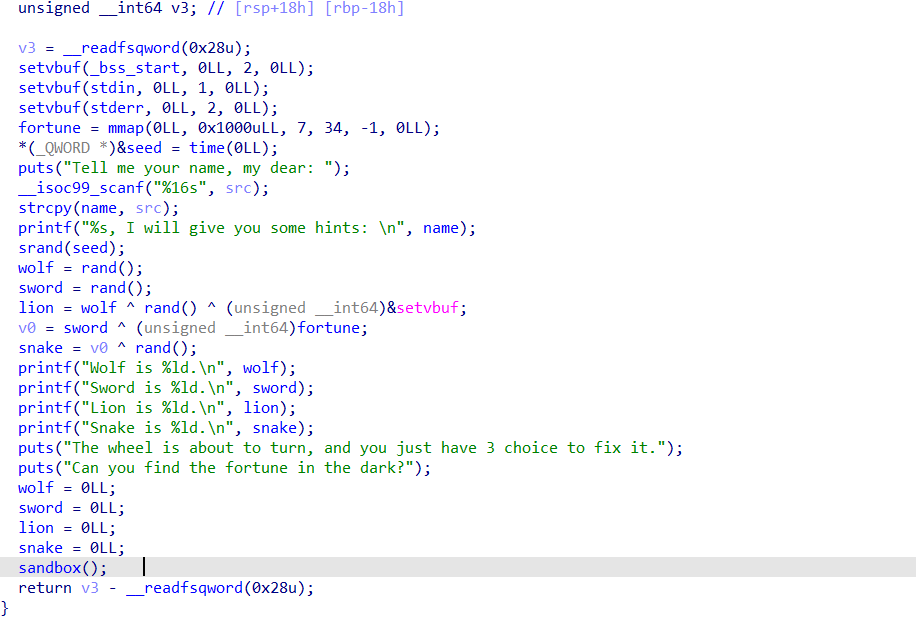 unsigned __int64 v3; // [rsp+18h] [rbp-18h]
v3 = __readfsqword(0x28u);
setvbuf(_bss_start, 0LL, 2, 0LL);
setvbuf(stdin, 0LL, 1, 0LL);
setvbuf(stderr, 0LL, 2, 0LL);
fortune = mmap(0LL, 0x1000uLL, 7, 34, -1, 0LL);
*(_QWORD *)&seed = time(0LL);
puts("Tell me your name, my dear: ");
__isoc99_scanf("%16s", src);
strcpy(name, src);
printf("%s, I will give you some hints: \n", name);
srand(seed);
wolf = rand();
sword = rand();
lion = wolf ^ rand() ^ (unsigned __int64)&setvbuf;
v0 = sword ^ (unsigned __int64)fortune;
snake = v0 ^ rand();
printf("Wolf is %ld.\n", wolf);
printf("Sword is %ld.\n", sword);
printf("Lion is %ld.\n", lion);
printf("Snake is %ld.\n", snake);
puts("The wheel is about to turn, and you just have 3 choice to fix it.");
puts("Can you find the fortune in the dark?");
wolf = 0LL;
sword = 0LL;
lion = 0LL;
snake = 0LL;
sandbox();
return v3 - __readfsqword(0x28u);
}